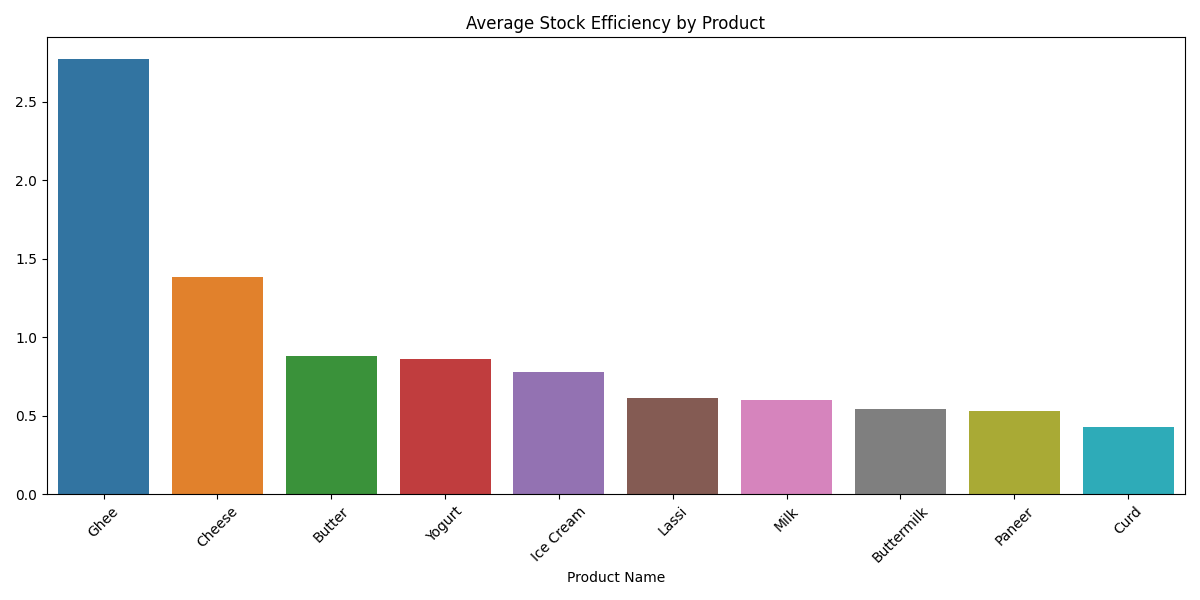 Average Stock Efficiency by Product
2.5
2.0
1.5
1.0
0.5
0.0
Ghee
Cheese
Butter
Yogurt
Ice Cream
Lassi
Milk
Buttermilk
Paneer
Curd
Product Name